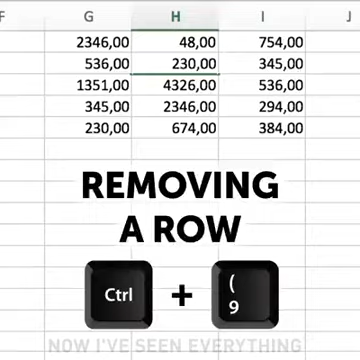 F G H I J
2346,00 48,00 754,00
536,00 230,00 345,00
1351,00 4326,00 536,00
345,00 2346,00 294,00
230,00 674,00 384,00
REMOVING
A ROW
Ctrl + (
9
NOW I'VE SEEN EVERYTHING